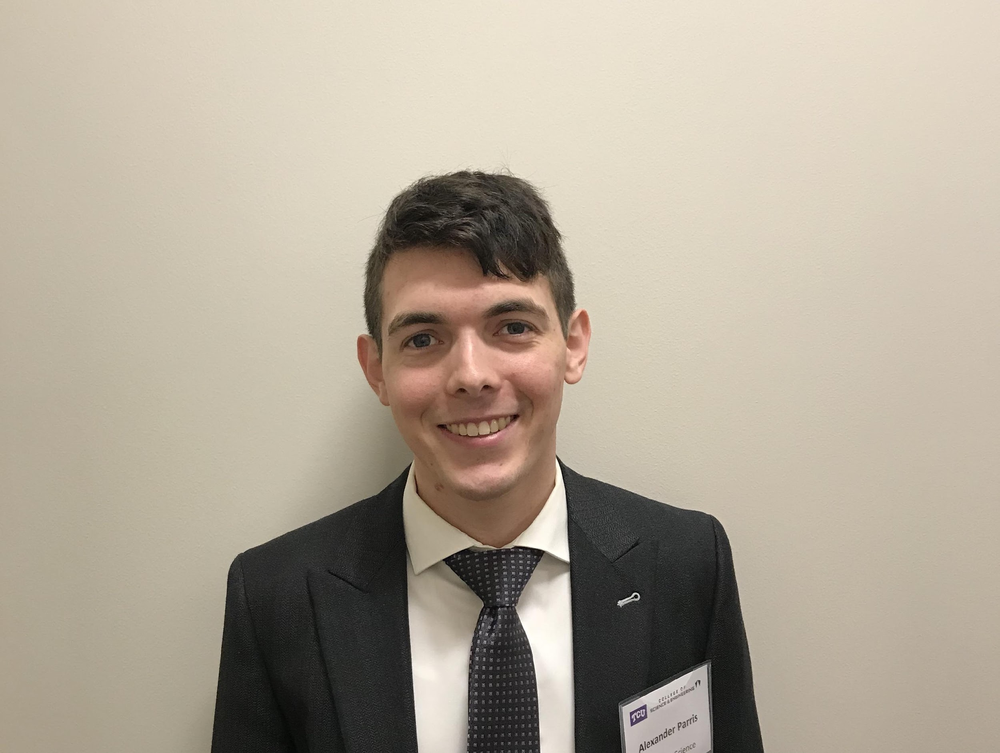 COLLEGE OF
TCU SCIENCE & ENGINEERING
Alexander Parris
Science